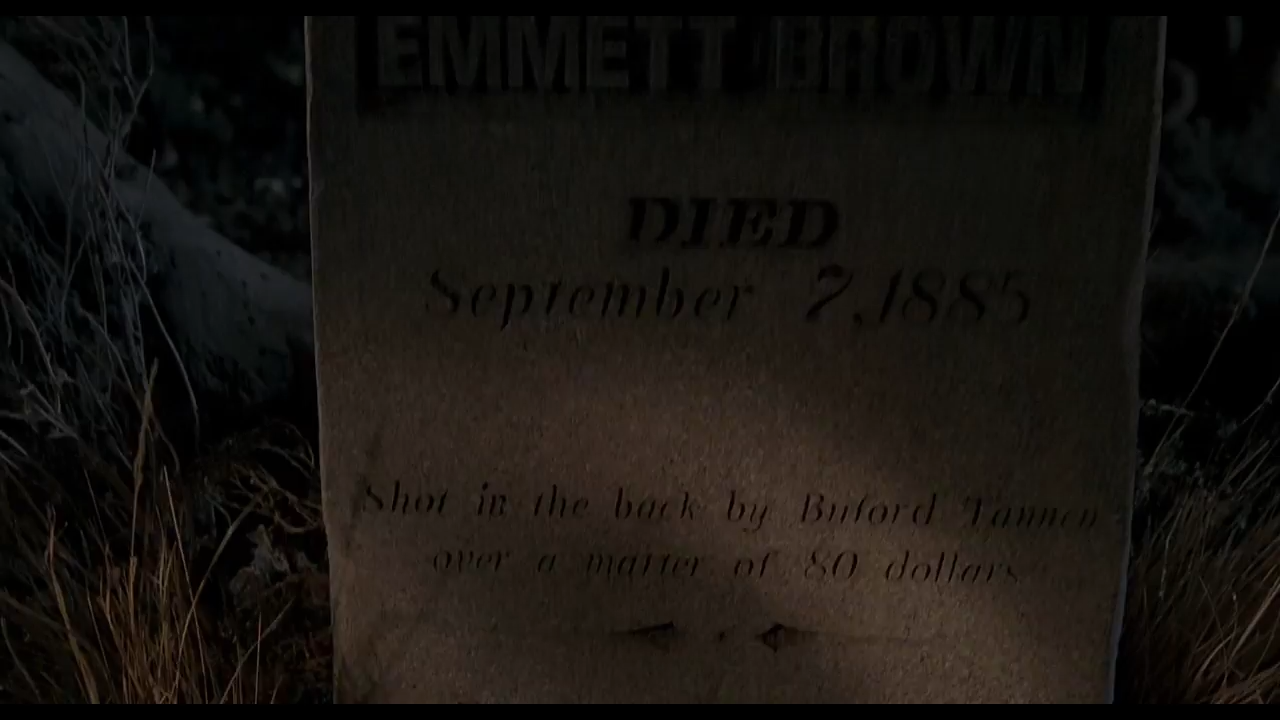 EMMETT BROWN
DIED
September 7, 1885
Shot in the back by Buford Tannen
over a matter of 80 dollars